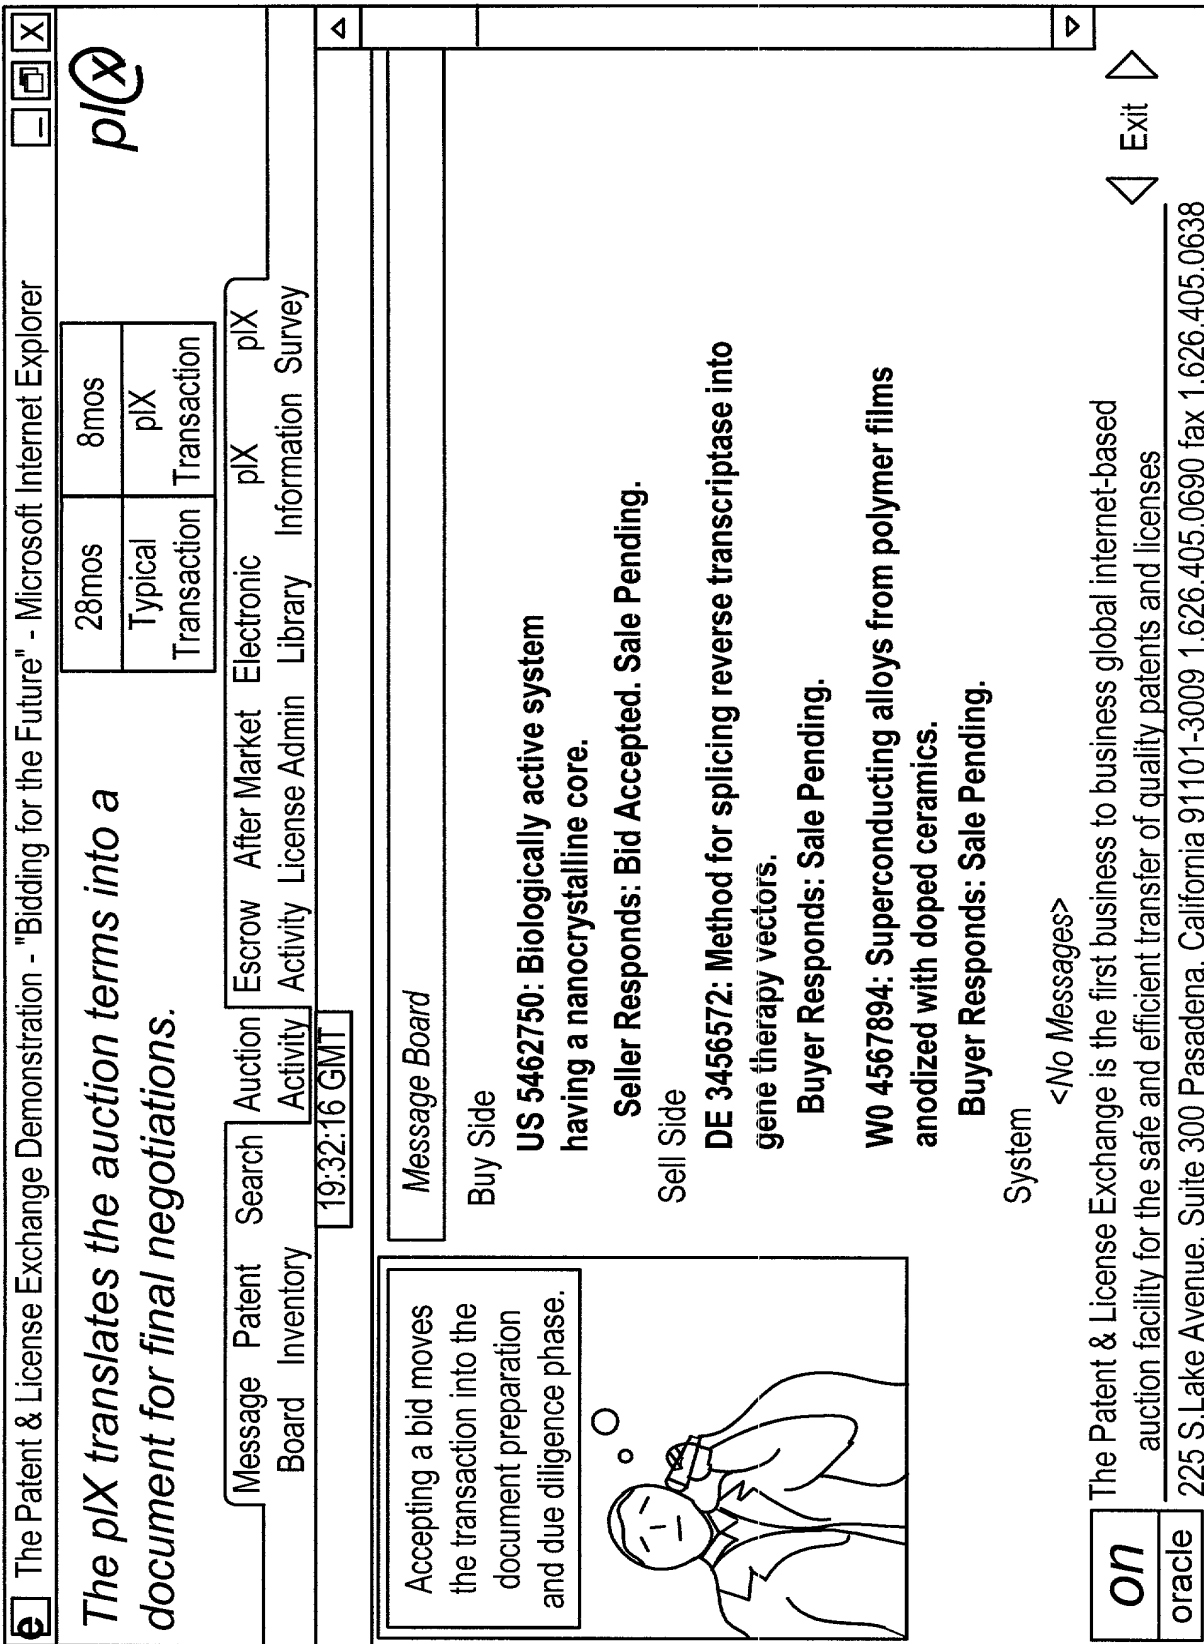 e The Patent & License Exchange Demonstration - "Bidding for the Future" - Microsoft Internet Explorer _ X
The plX translates the auction terms into a
document for final negotiations.
28mos 8mos
Typical plX
Transaction Transaction
plx
Message Patent Search Auction Escrow After Market Electronic plX plX
Board Inventory Activity Activity License Admin Library Information Survey
19:32:16 GMT
Accepting a bid moves
the transaction into the
document preparation
and due diligence phase.
Message Board
Buy Side
US 5462750: Biologically active system
having a nanocrystalline core.
Seller Responds: Bid Accepted. Sale Pending.
Sell Side
DE 3456572: Method for splicing reverse transcriptase into
gene therapy vectors.
Buyer Responds: Sale Pending.
W0 4567894: Superconducting alloys from polymer films
anodized with doped ceramics.
Buyer Responds: Sale Pending.
System
<No Messages>
on
oracle
The Patent & License Exchange is the first business to business global internet-based
auction facility for the safe and efficient transfer of quality patents and licenses
Exit
225 S.Lake Avenue, Suite 300 Pasadena, California 91101-3009 1.626.405.0690 fax 1.626.405.0638